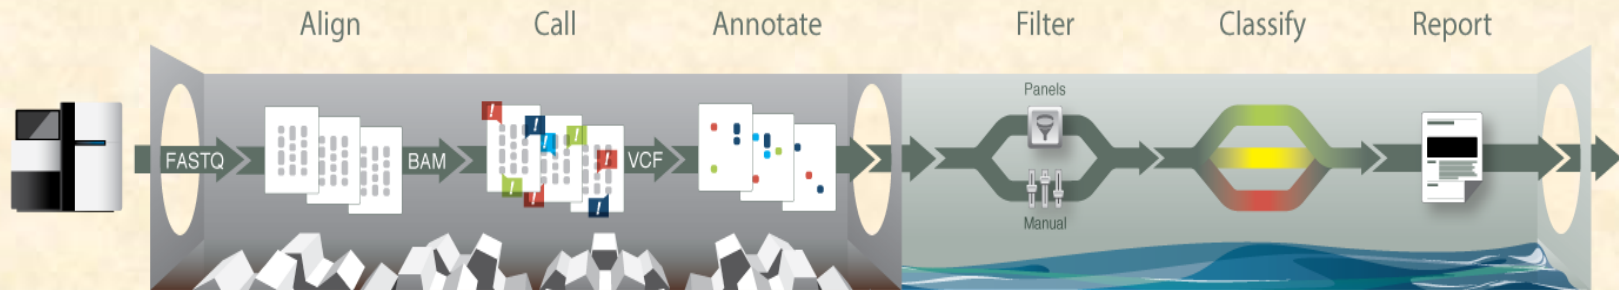 Align
Call
Annotate
Filter
Classify
Report
FASTQ
BAM
VCF
Panels
Manual